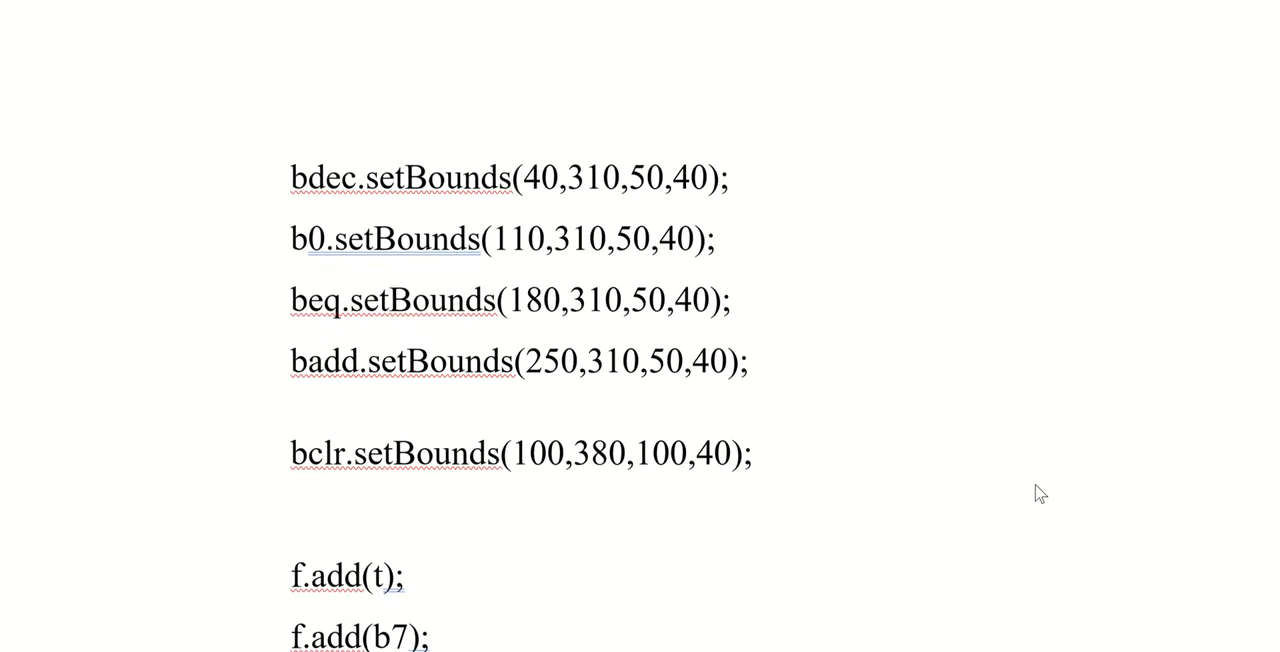 bdec.setBounds(40,310,50,40);
b0.setBounds(110,310,50,40);
beq.setBounds(180,310,50,40);
badd.setBounds(250,310,50,40);
bclr.setBounds(100,380,100,40);
f.add(t);
f.add(b7);